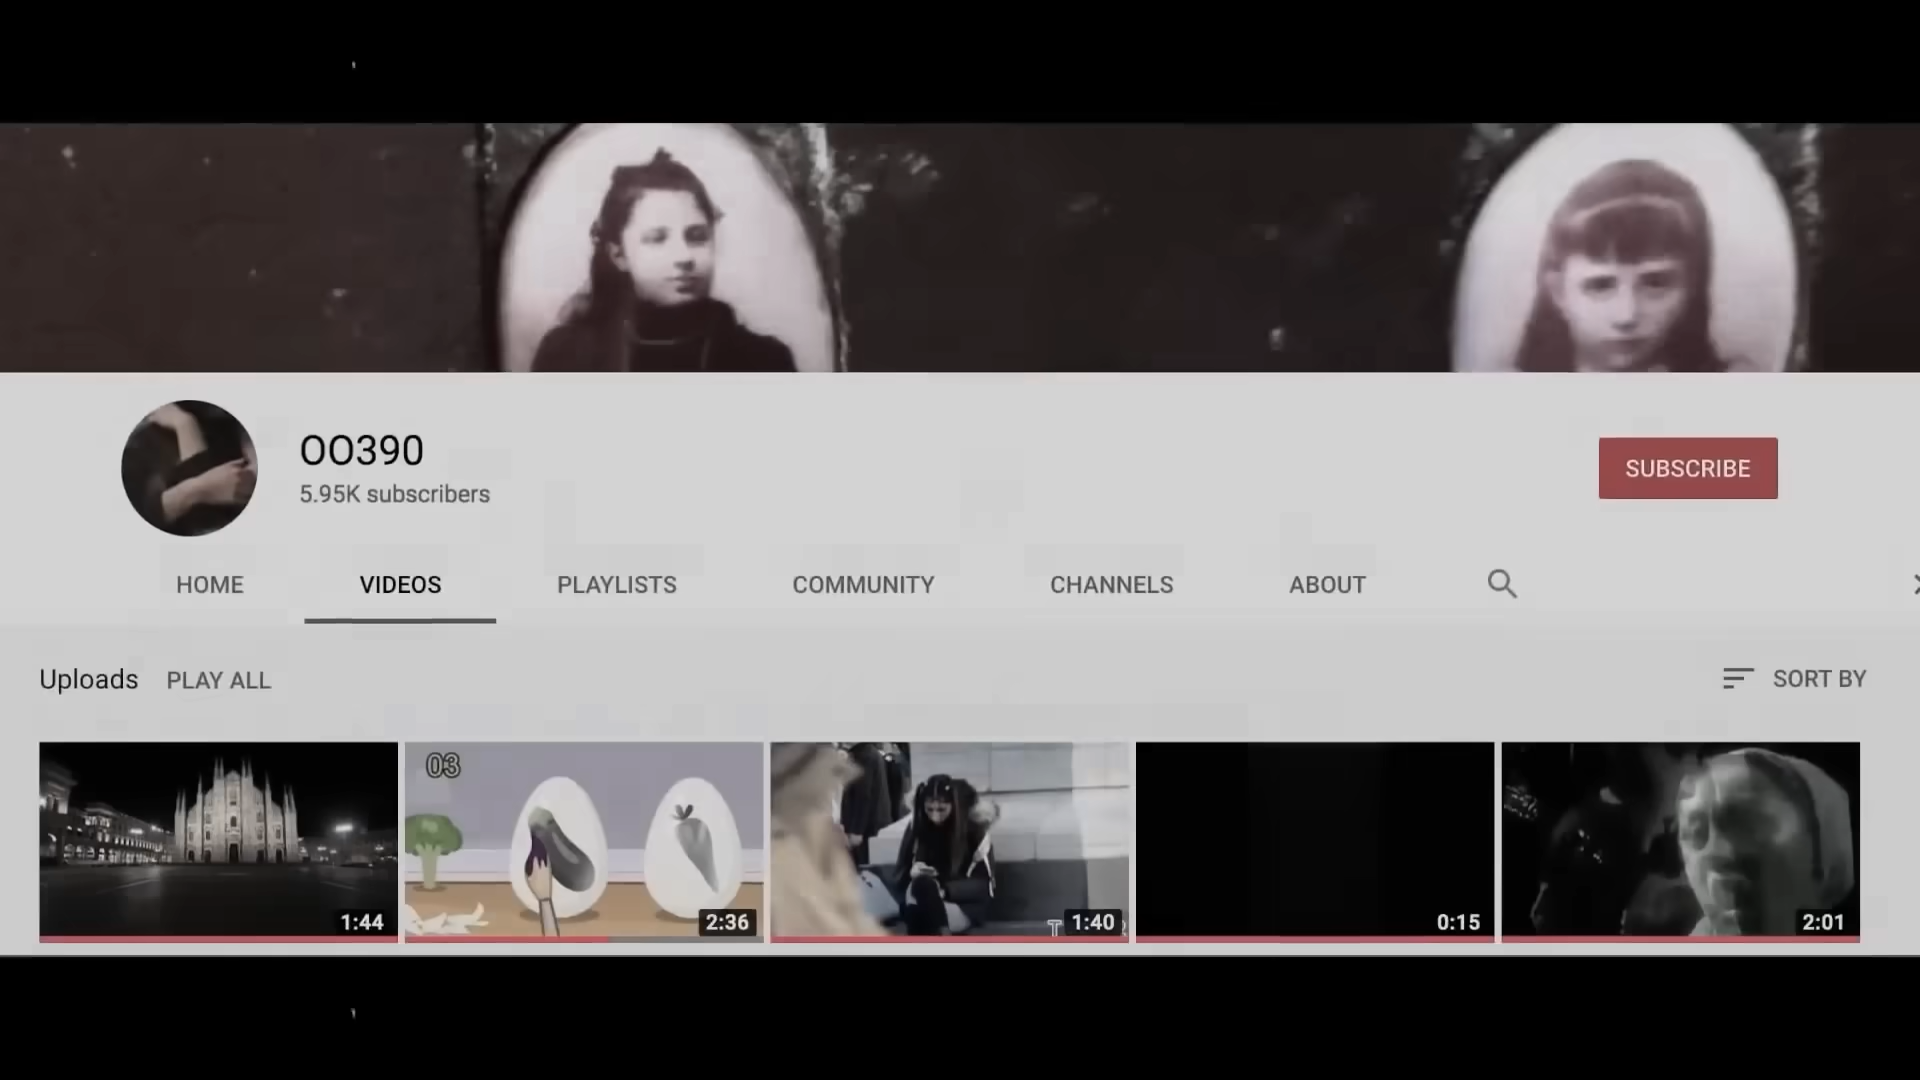 OO390
5.95K subscribers
SUBSCRIBE
HOME VIDEOS PLAYLISTS COMMUNITY CHANNELS ABOUT
Uploads PLAY ALL SORT BY
03
1:44 2:36 T 1:40 0:15 2:01